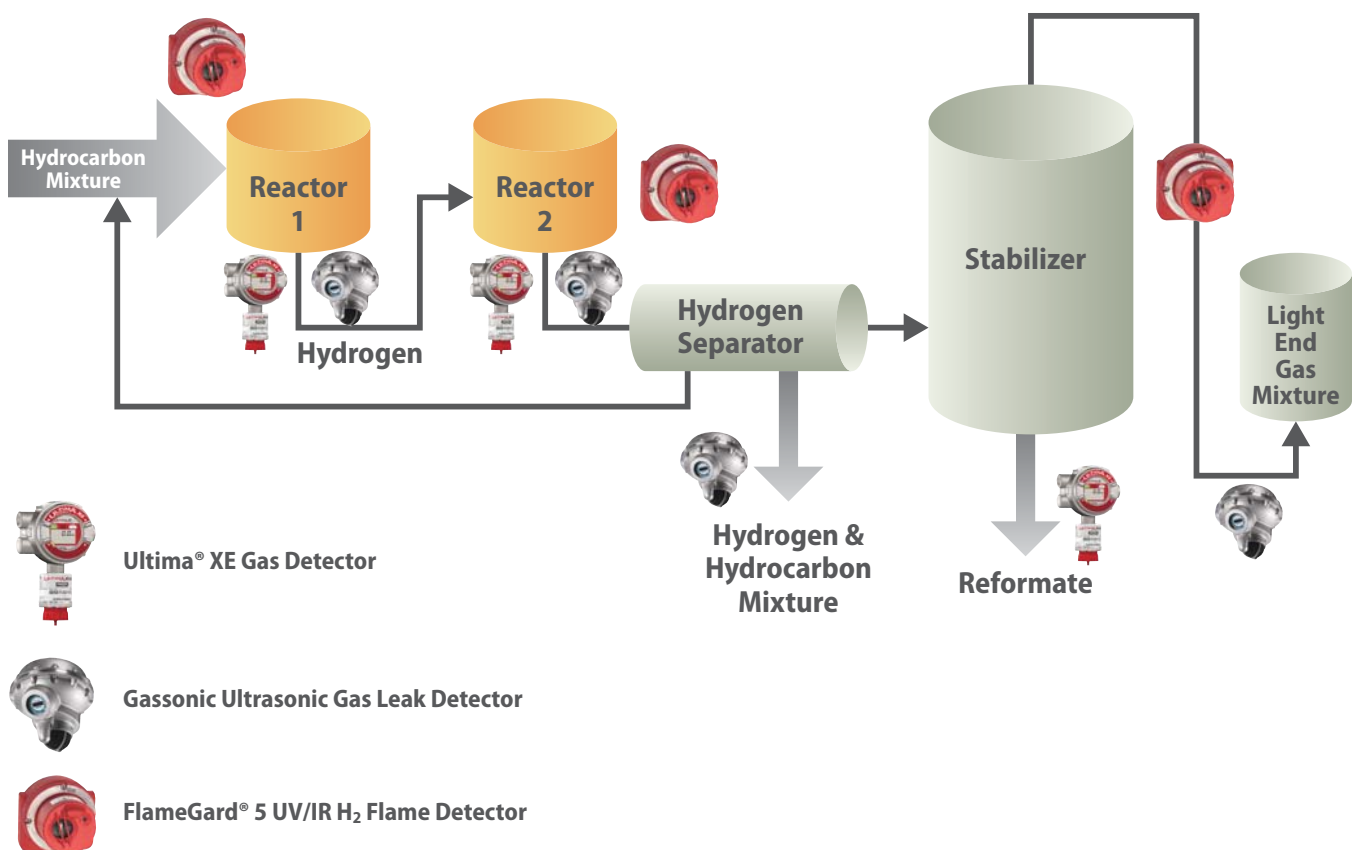 Hydrocarbon
Mixture
Reactor
1
Reactor
2
Hydrogen
Hydrogen
Separator
Stabilizer
Light
End
Gas
Mixture
Hydrogen &
Hydrocarbon
Mixture
Reformate
Ultima® XE Gas Detector
Gassonic Ultrasonic Gas Leak Detector
FlameGard® 5 UV/IR H₂ Flame Detector